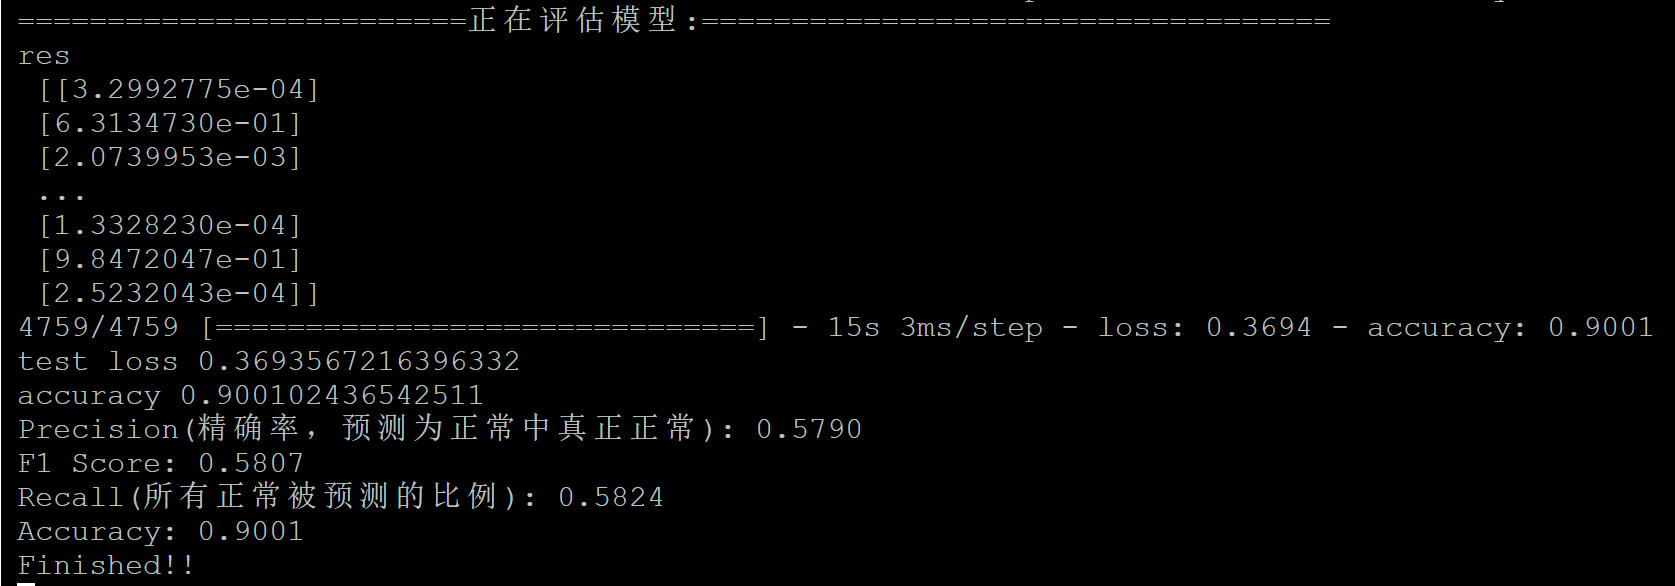 =========================正在评估模型:===================================
res
[[3.2992775e-04]
[6.3134730e-01]
[2.0739953e-03]
...
[1.3328230e-04]
[9.8472047e-01]
[2.5232043e-04]]
4759/4759 [==============================] - 15s 3ms/step - loss: 0.3694 - accuracy: 0.9001
test loss 0.3693567216396332
accuracy 0.900102436542511
Precision(精确率，预测为正常中真正正常): 0.5790
F1 Score: 0.5807
Recall(所有正常被预测的比例): 0.5824
Accuracy: 0.9001
Finished!!